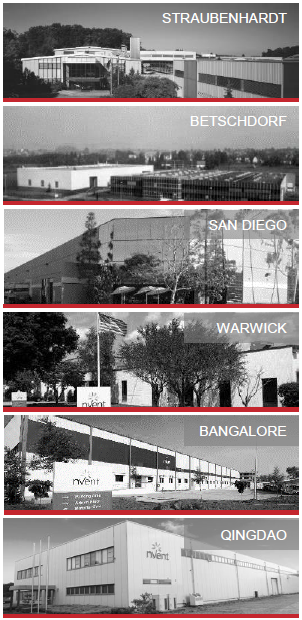 STRAUBENHARDT
BETSCHDORF
SAN DIEGO
WARWICK
nvent
BANGALORE
nvent
QINGDAO
nvent